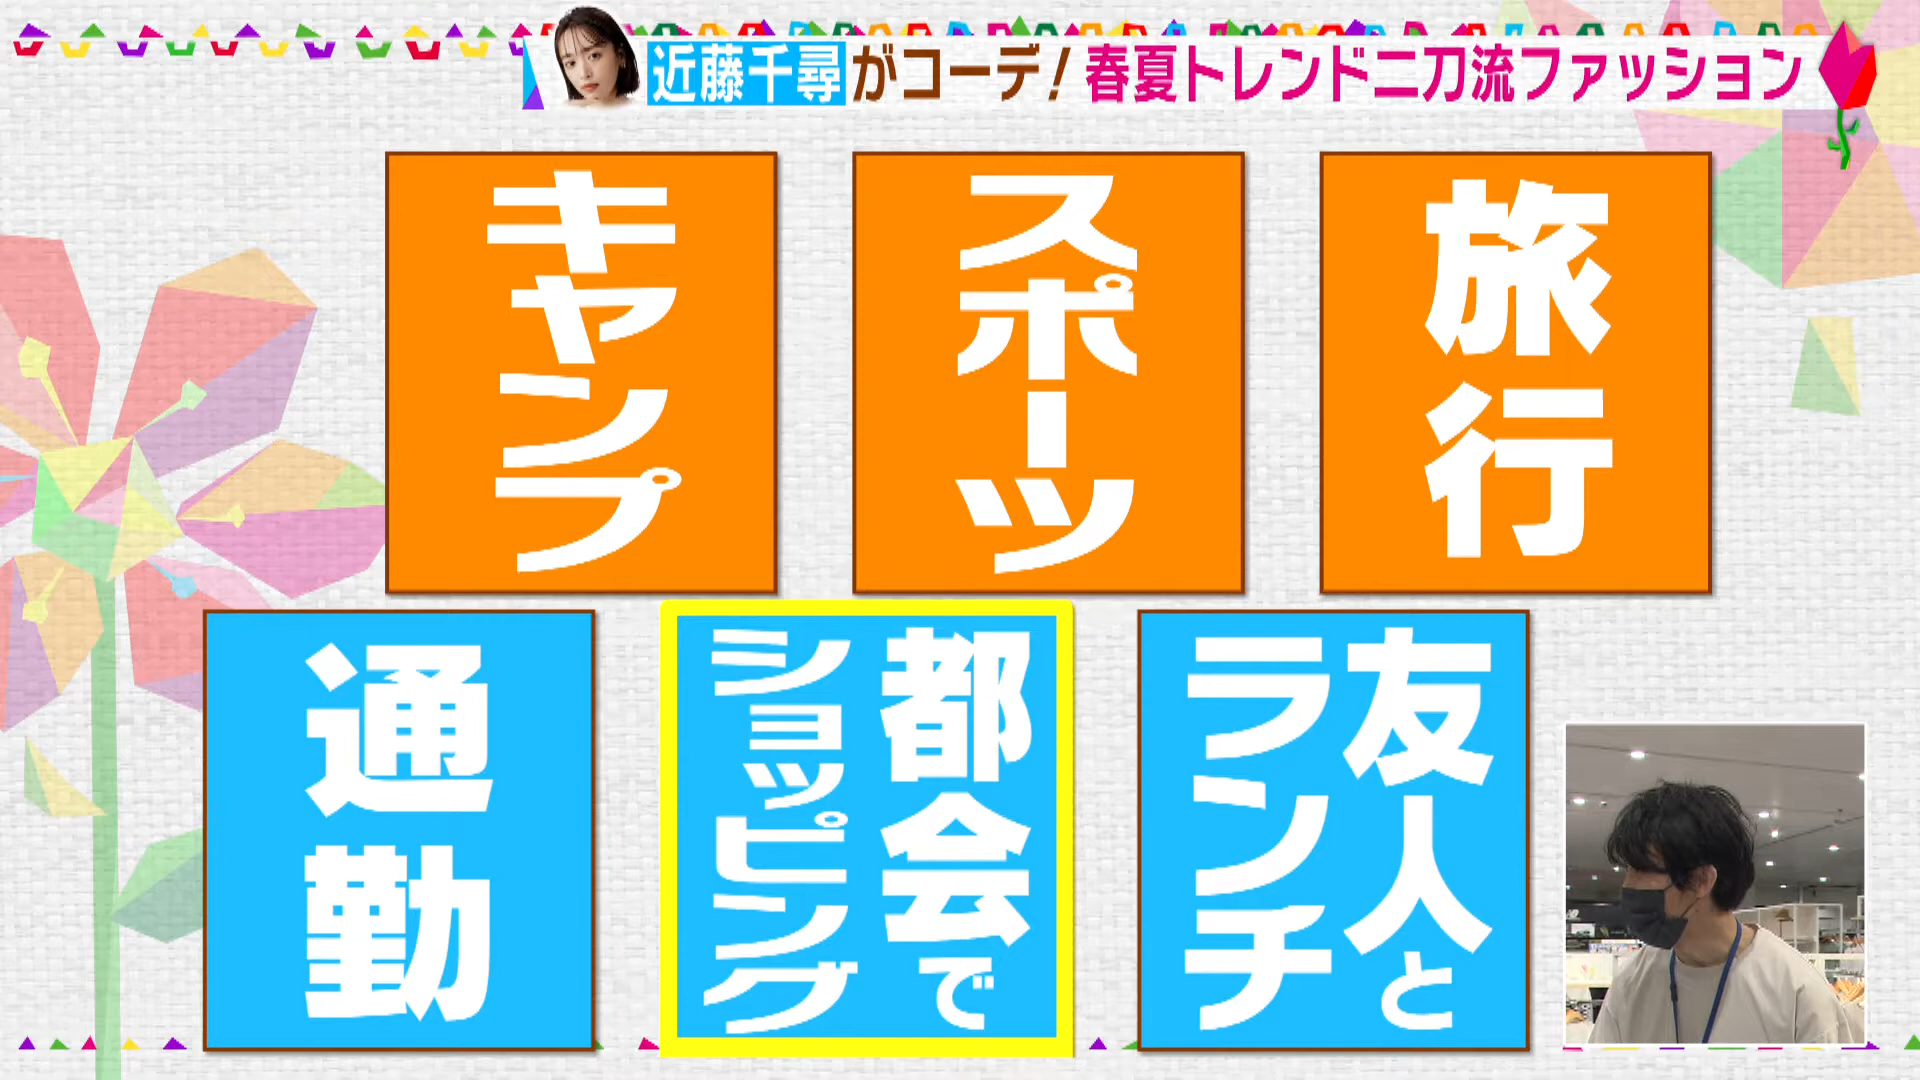 近藤千尋がコーデ！春夏トレンド二刀流ファッション
キャンプ
スポーツ
旅行
通勤
都会で
ショッピング
友人と
ランチ